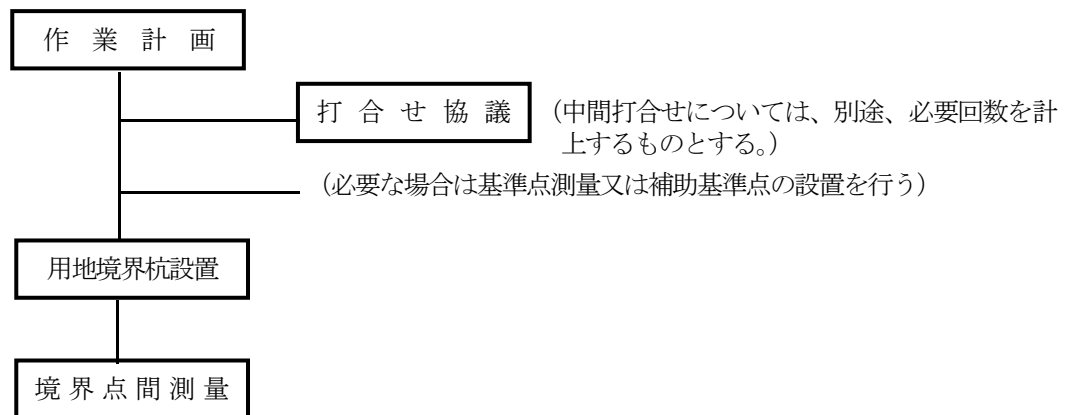 作業計画
打合せ協議
(中間打合せについては、別途、必要回数を計
上するものとする。)
(必要な場合は基準点測量又は補助基準点の設置を行う)
用地境界杭設置
境界点間測量